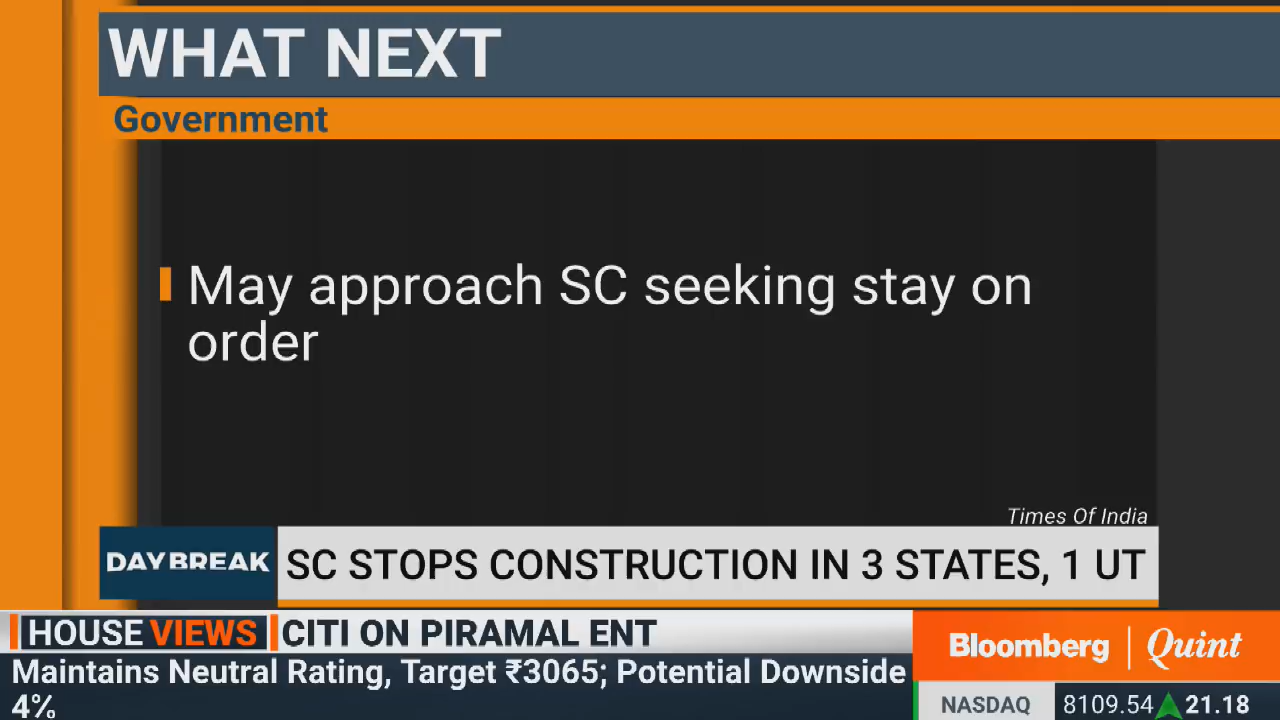 WHAT NEXT
Government
May approach SC seeking stay on
order
Times Of India
DAYBREAK
SC STOPS CONSTRUCTION IN 3 STATES, 1 UT
HOUSE VIEWS
CITI ON PIRAMAL ENT
Maintains Neutral Rating, Target ₹3065; Potential Downside
4%
Bloomberg | Quint
NASDAQ 8109.54 21.18